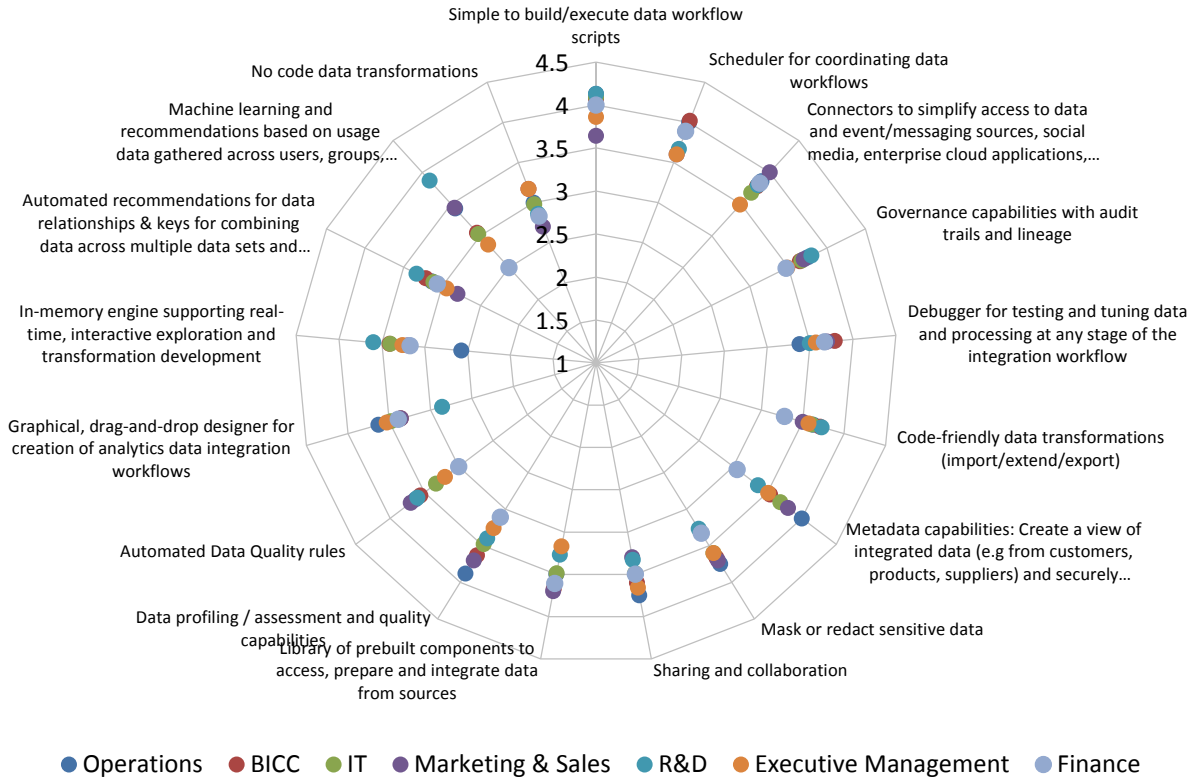 Simple to build/execute data workflow
scripts
Scheduler for coordinating data
workflows
Connectors to simplify access to data
and event/messaging sources, social
media, enterprise cloud applications,…
Governance capabilities with audit
trails and lineage
Debugger for testing and tuning data
and processing at any stage of the
integration workflow
Code-friendly data transformations
(import/extend/export)
Metadata capabilities: Create a view of
integrated data (e.g from customers,
products, suppliers) and securely…
Mask or redact sensitive data
Sharing and collaboration
Library of prebuilt components to
access, prepare and integrate data
from sources
Data profiling / assessment and quality
capabilities
Automated Data Quality rules
Graphical, drag-and-drop designer for
creation of analytics data integration
workflows
In-memory engine supporting real-
time, interactive exploration and
transformation development
Automated recommendations for data
relationships & keys for combining
data across multiple data sets and…
Machine learning and
recommendations based on usage
data gathered across users, groups,…
No code data transformations
4.5
4
3.5
3
2.5
2
1.5
1
Operations BICC IT Marketing & Sales R&D Executive Management Finance